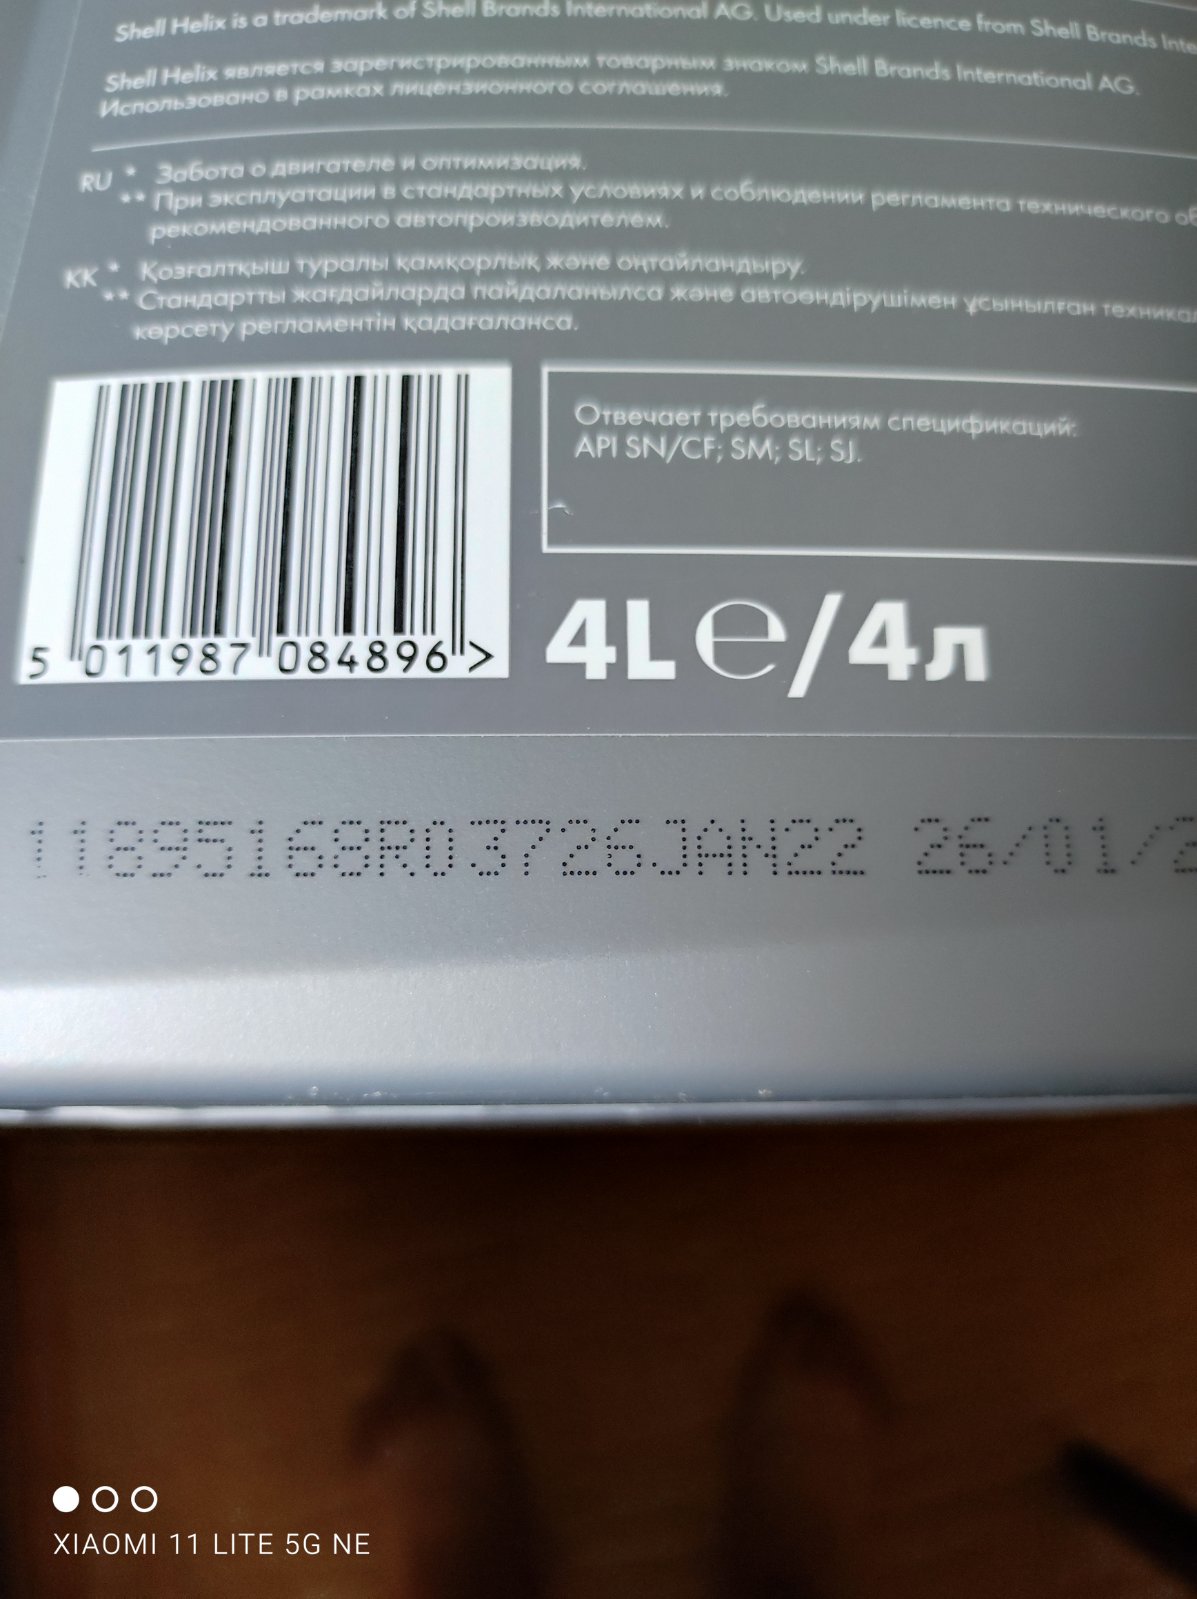 Shell Helix is a trademark of Shell Brands International AG. Used under licence from Shell Brands
Shell Helix является зарегистрированным товарным знаком Shell Brands International AG.
Использовано в рамках лицензионного соглашения.
RU * Забота о двигателе и оптимизация.
** При эксплуатации в стандартных условиях и соблюдении регламента технического
рекомендованного автопроизводителем.
KK * Қозғалтқыш туралы қамқорлық және оңтайландыру.
** Стандартты жағдайларда пайдаланылса және автоөндірушімен ұсынылған
көрсету регламентін қадағаланса.
Отвечает требованиям спецификаций:
API SN/CF; SM; SL; SJ.
5 011987 084896 >
4L ℮/4л
11895168R03726JAN22 26/01/2
XIAOMI 11 LITE 5G NE